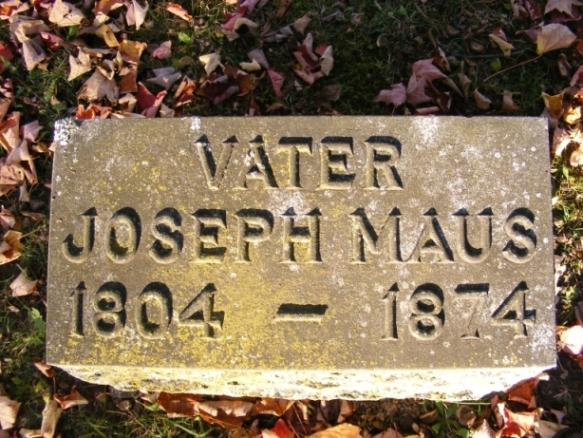 VATER
JOSEPH MAUS
1804 – 1874